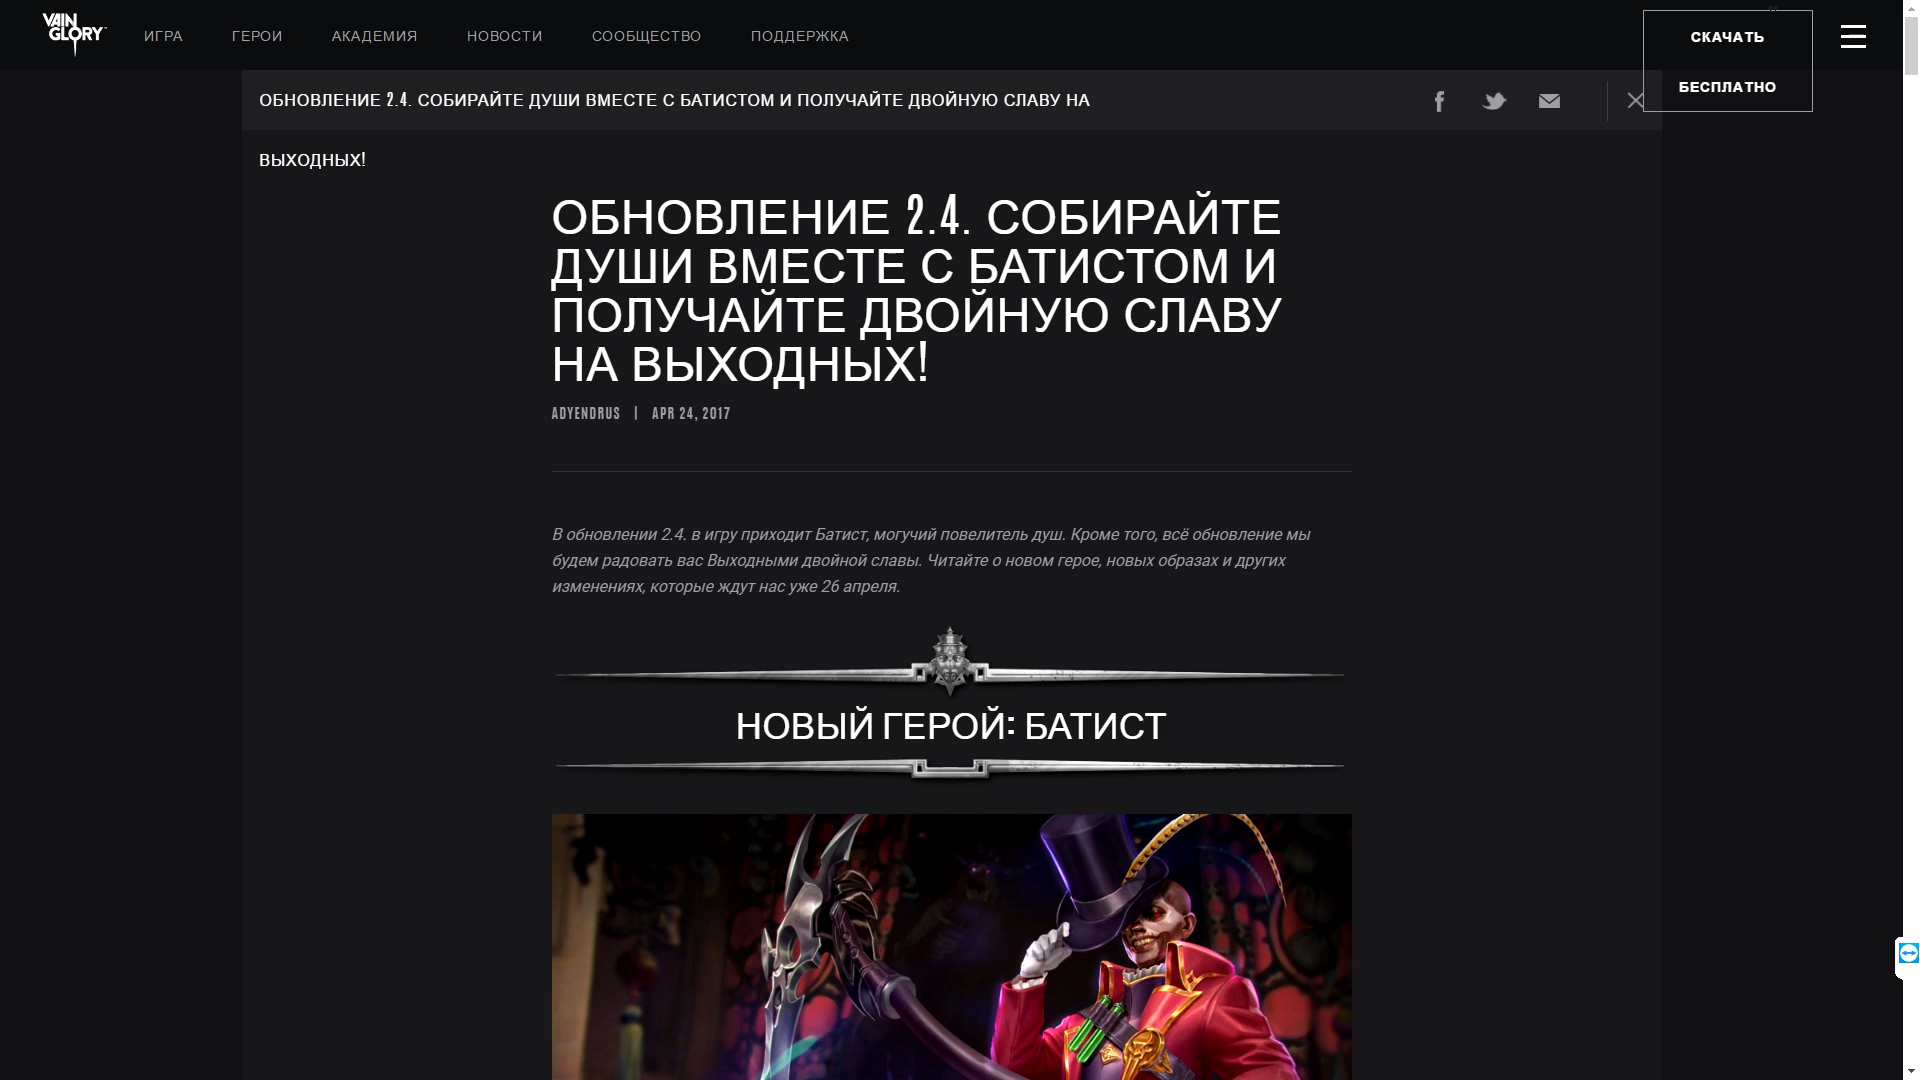 VAIN
GLORY
ИГРА
ГЕРОИ
АКАДЕМИЯ
НОВОСТИ
СООБЩЕСТВО
ПОДДЕРЖКА
СКАЧАТЬ
БЕСПЛАТНО
ОБНОВЛЕНИЕ 2.4. СОБИРАЙТЕ ДУШИ ВМЕСТЕ С БАТИСТОМ И ПОЛУЧАЙТЕ ДВОЙНУЮ СЛАВУ НА
ВЫХОДНЫХ!
ОБНОВЛЕНИЕ 2.4. СОБИРАЙТЕ
ДУШИ ВМЕСТЕ С БАТИСТОМ И
ПОЛУЧАЙТЕ ДВОЙНУЮ СЛАВУ
НА ВЫХОДНЫХ!
ADYENDRUS | APR 24, 2017
В обновлении 2.4. в игру приходит Батист, могучий повелитель душ. Кроме того, всё обновление мы
будем радовать вас Выходными двойной славы. Читайте о новом герое, новых образах и других
изменениях, которые ждут нас уже 26 апреля.
НОВЫЙ ГЕРОЙ: БАТИСТ